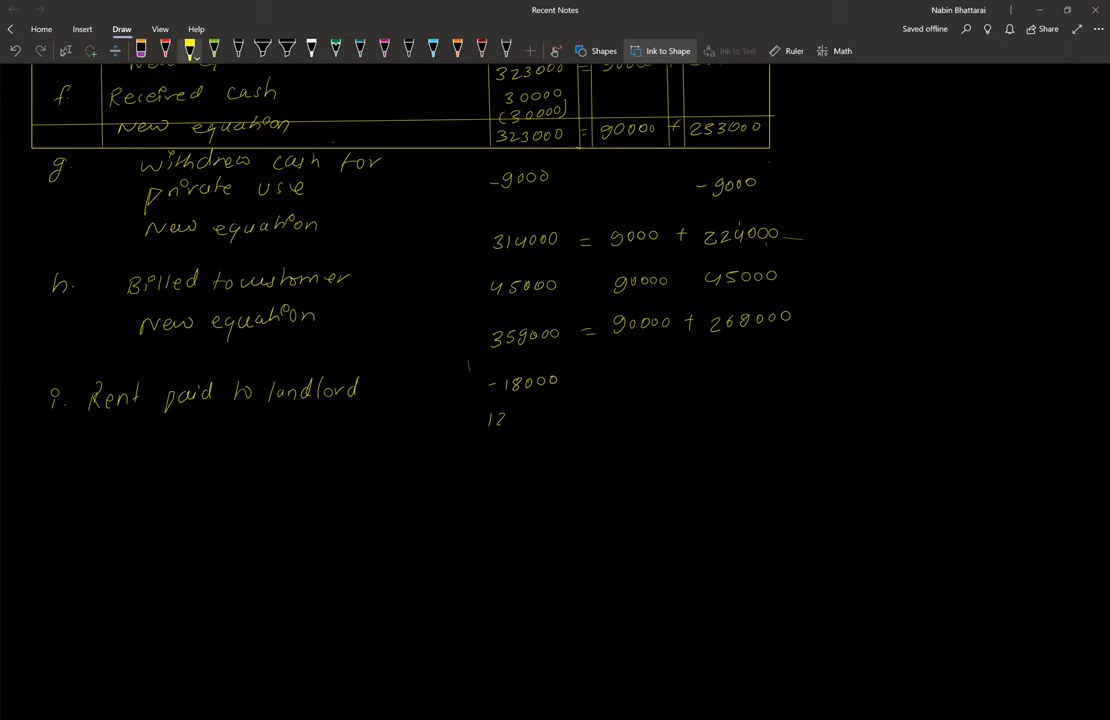 Recent Notes
Nabin Bhattarai
Home Insert Draw View Help
Saved offline Share
Shapes Ink to Shape Ink to Text Ruler Math
323000 =
f. Received cash 30000
(30000)
New equation 323000 = 90000 + 233000
g. withdrew cash for
private use -9000 -9000
New equation 314000 = 9000 + 224000
h. Billed to customer 45000 90000 45000
New equation 359000 = 90000 + 269000
i. Rent paid to landlord -18000
12